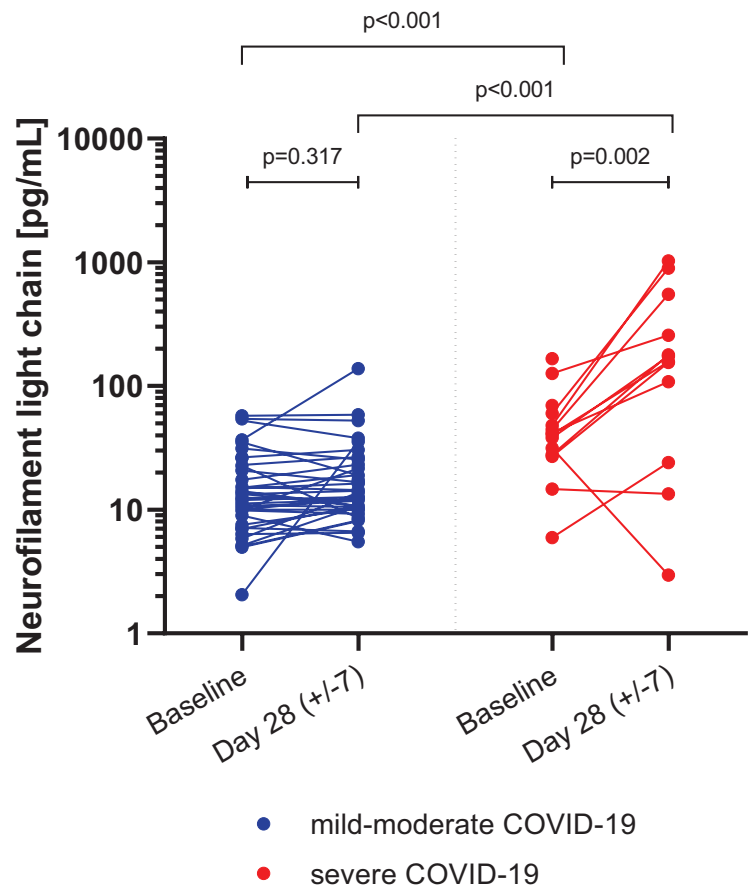 p<0.001
p<0.001
p=0.317
p=0.002
Neurofilament light chain [pg/mL]
10000
1000
100
10
1
Baseline
Day 28 (+/-7)
Baseline
Day 28 (+/-7)
mild-moderate COVID-19
severe COVID-19